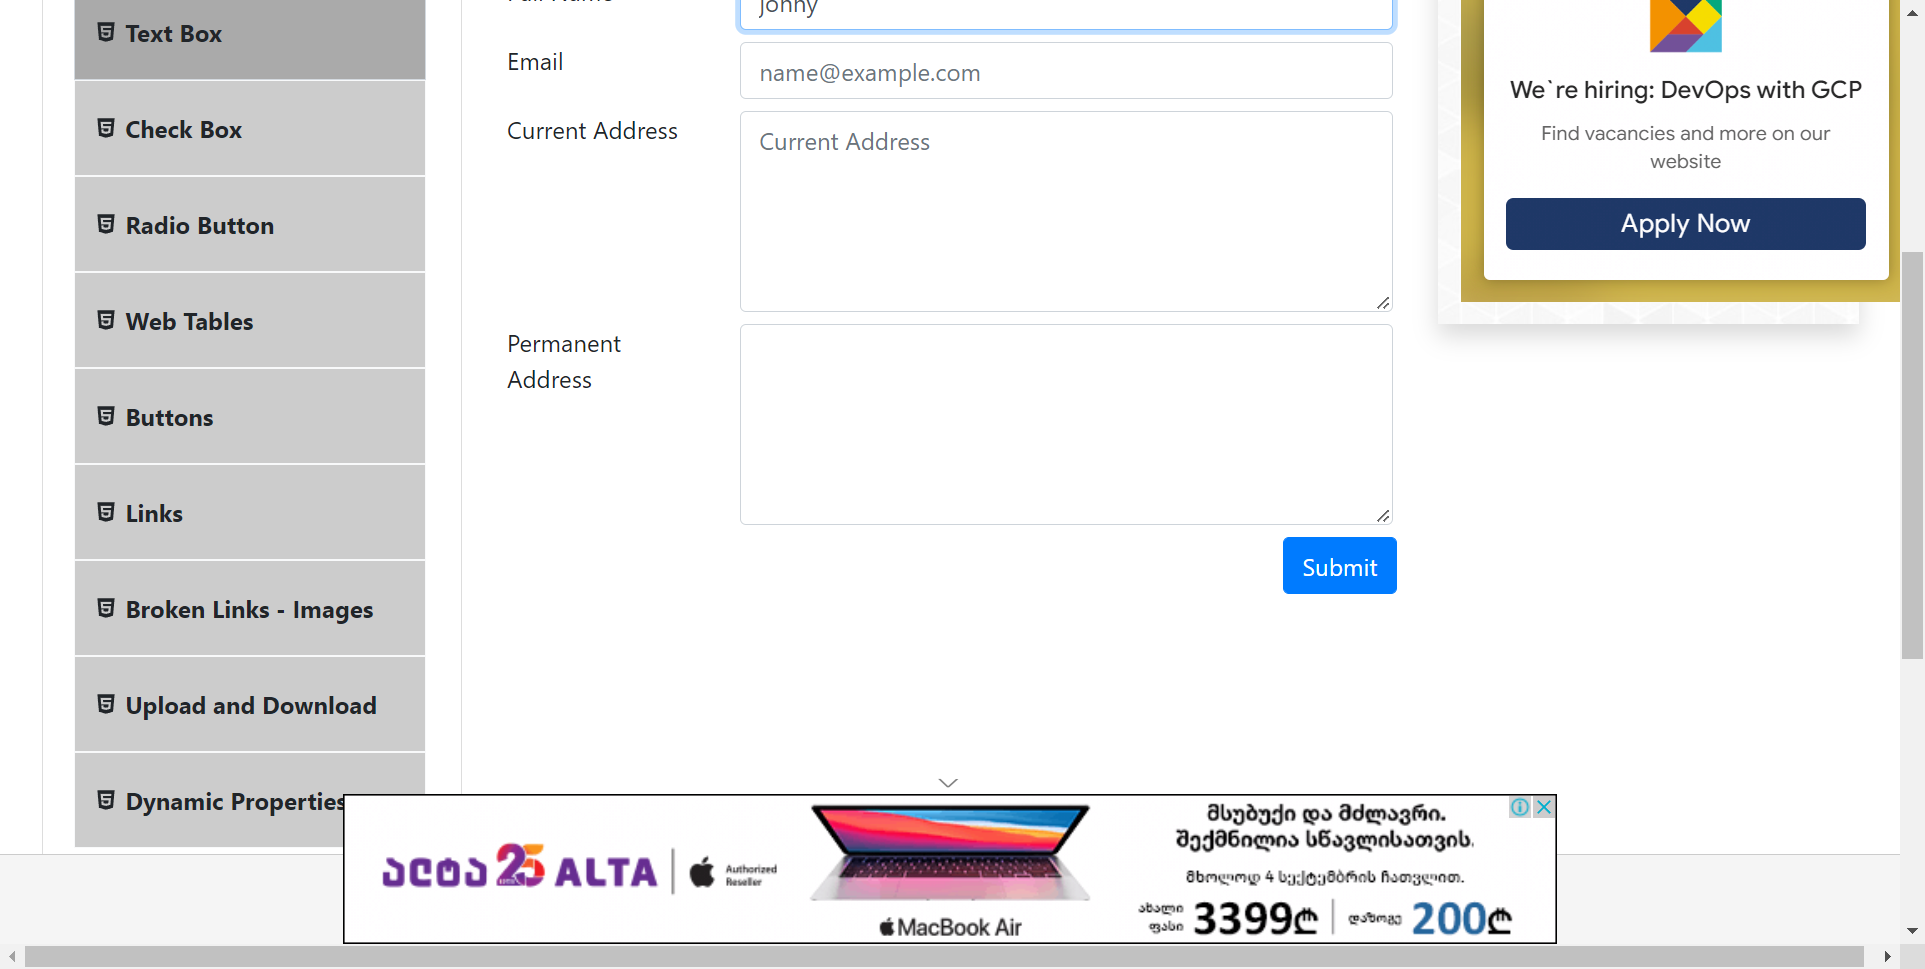 Text Box
Check Box
Radio Button
Web Tables
Buttons
Links
Broken Links - Images
Upload and Download
Dynamic Properties
Full Name
Jonny
Email
name@example.com
Current Address
Current Address
Permanent
Address
Submit
We`re hiring: DevOps with GCP
Find vacancies and more on our
website
Apply Now
ალტა 25 ALTA
Authorized
Reseller
MacBook Air
მსუბუქი და მძლავრი.
შექმნილია სწავლისათვის.
მხოლოდ 4 სექტემბრის ჩათვლით.
ახალი
ფასი 3399₾
დაზოგე 200₾